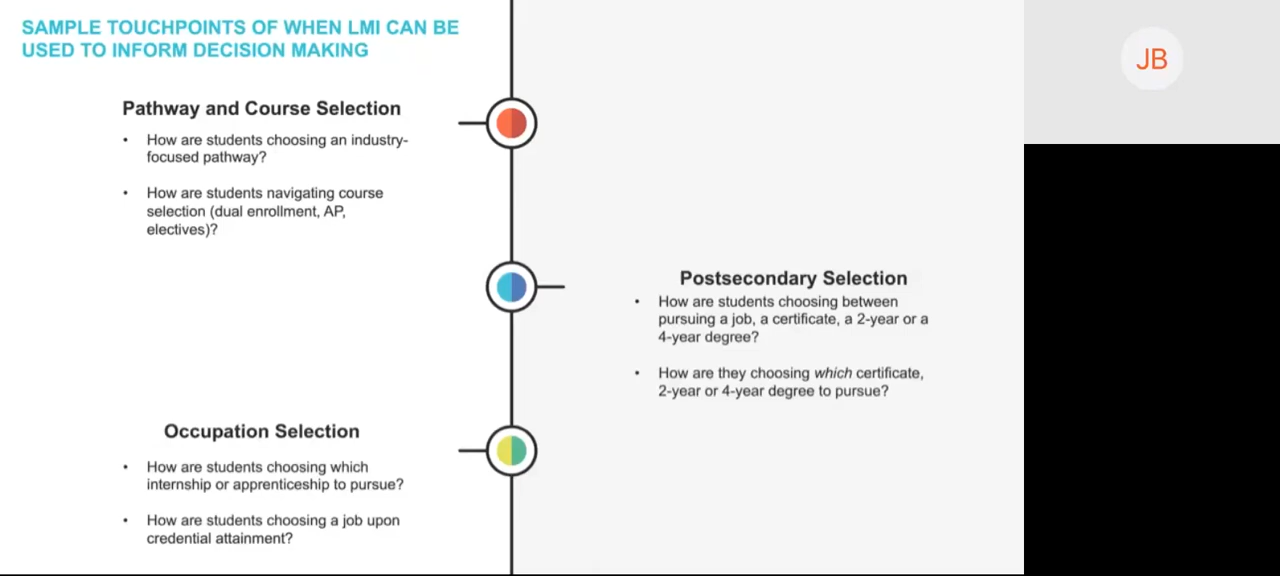 SAMPLE TOUCHPOINTS OF WHEN LMI CAN BE
USED TO INFORM DECISION MAKING
Pathway and Course Selection
• How are students choosing an industry-
focused pathway?
• How are students navigating course
selection (dual enrollment, AP,
electives)?
Postsecondary Selection
• How are students choosing between
pursuing a job, a certificate, a 2-year or a
4-year degree?
• How are they choosing which certificate,
2-year or 4-year degree to pursue?
Occupation Selection
• How are students choosing which
internship or apprenticeship to pursue?
• How are students choosing a job upon
credential attainment?
JB